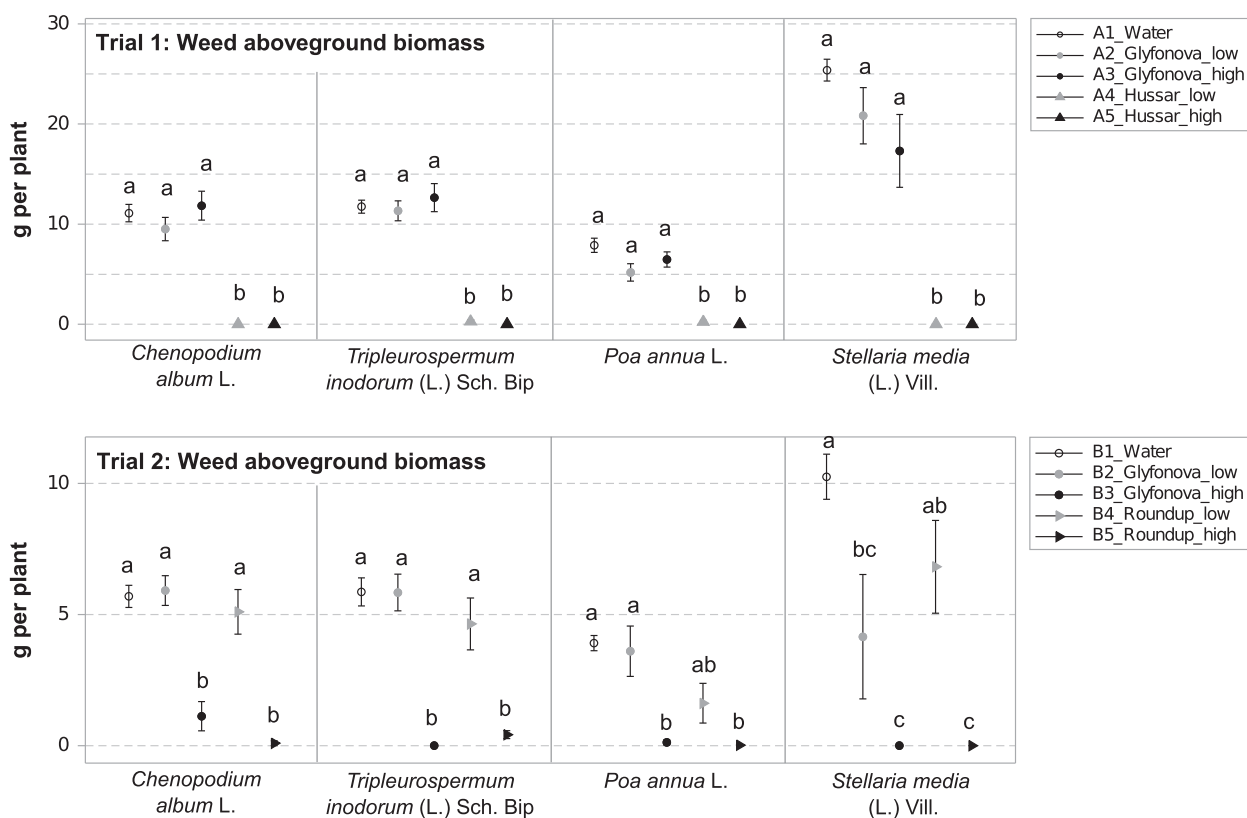 30
Trial 1: Weed aboveground biomass
a
A1_Water
A2_Glyfonova_low
A3_Glyfonova_high
A4_Hussar_low
A5_Hussar_high
g per plant
20
10
0
a a a b b
a a a b b
a a a b b
a a b b
Chenopodium
album L.
Tripleurospermum
inodorum (L.) Sch. Bip
Poa annua L.
Stellaria media
(L.) Vill.
Trial 2: Weed aboveground biomass
a
B1_Water
B2_Glyfonova_low
B3_Glyfonova_high
B4_Roundup_low
B5_Roundup_high
g per plant
10
5
0
a a b a b
a a b a b
a a b ab b
bc c ab c
Chenopodium
album L.
Tripleurospermum
inodorum (L.) Sch. Bip
Poa annua L.
Stellaria media
(L.) Vill.